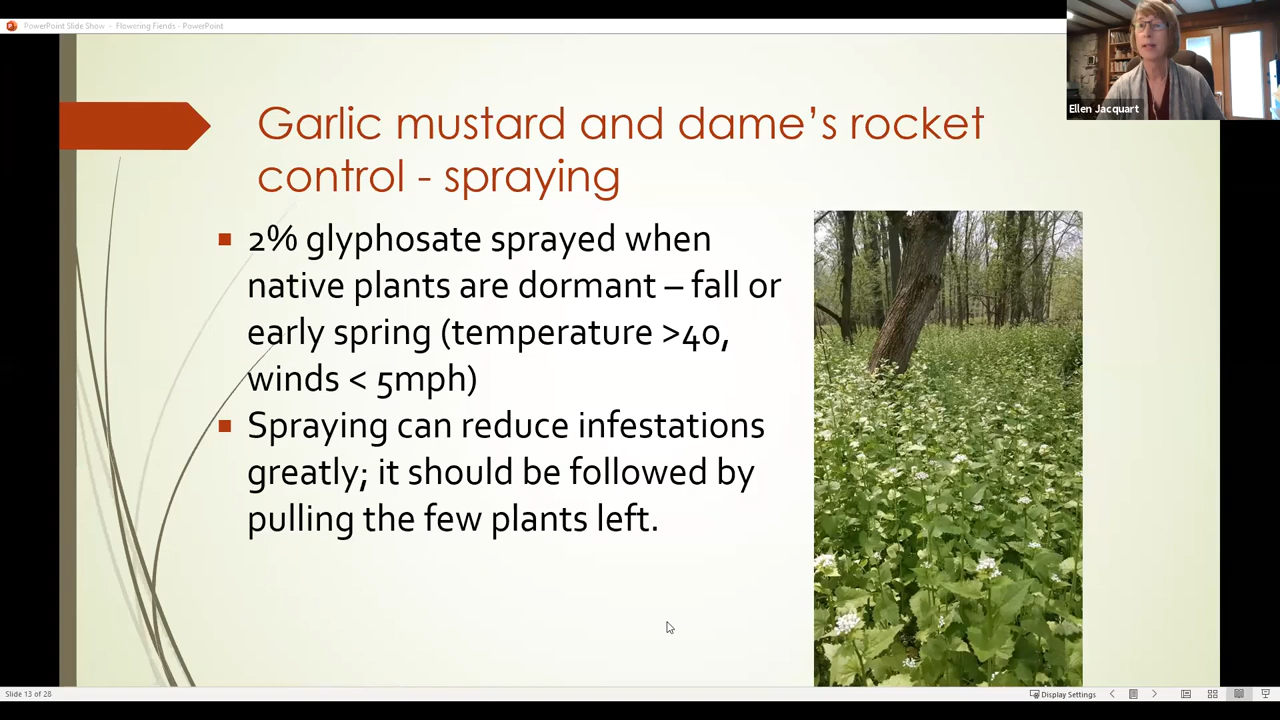 PowerPoint Slide Show - Flowering Fiends - PowerPoint
Ellen Jacquart
Garlic mustard and dame's rocket
control - spraying
2% glyphosate sprayed when
native plants are dormant – fall or
early spring (temperature >40,
winds < 5mph)
Spraying can reduce infestations
greatly; it should be followed by
pulling the few plants left.
Slide 13 of 28
Display Settings